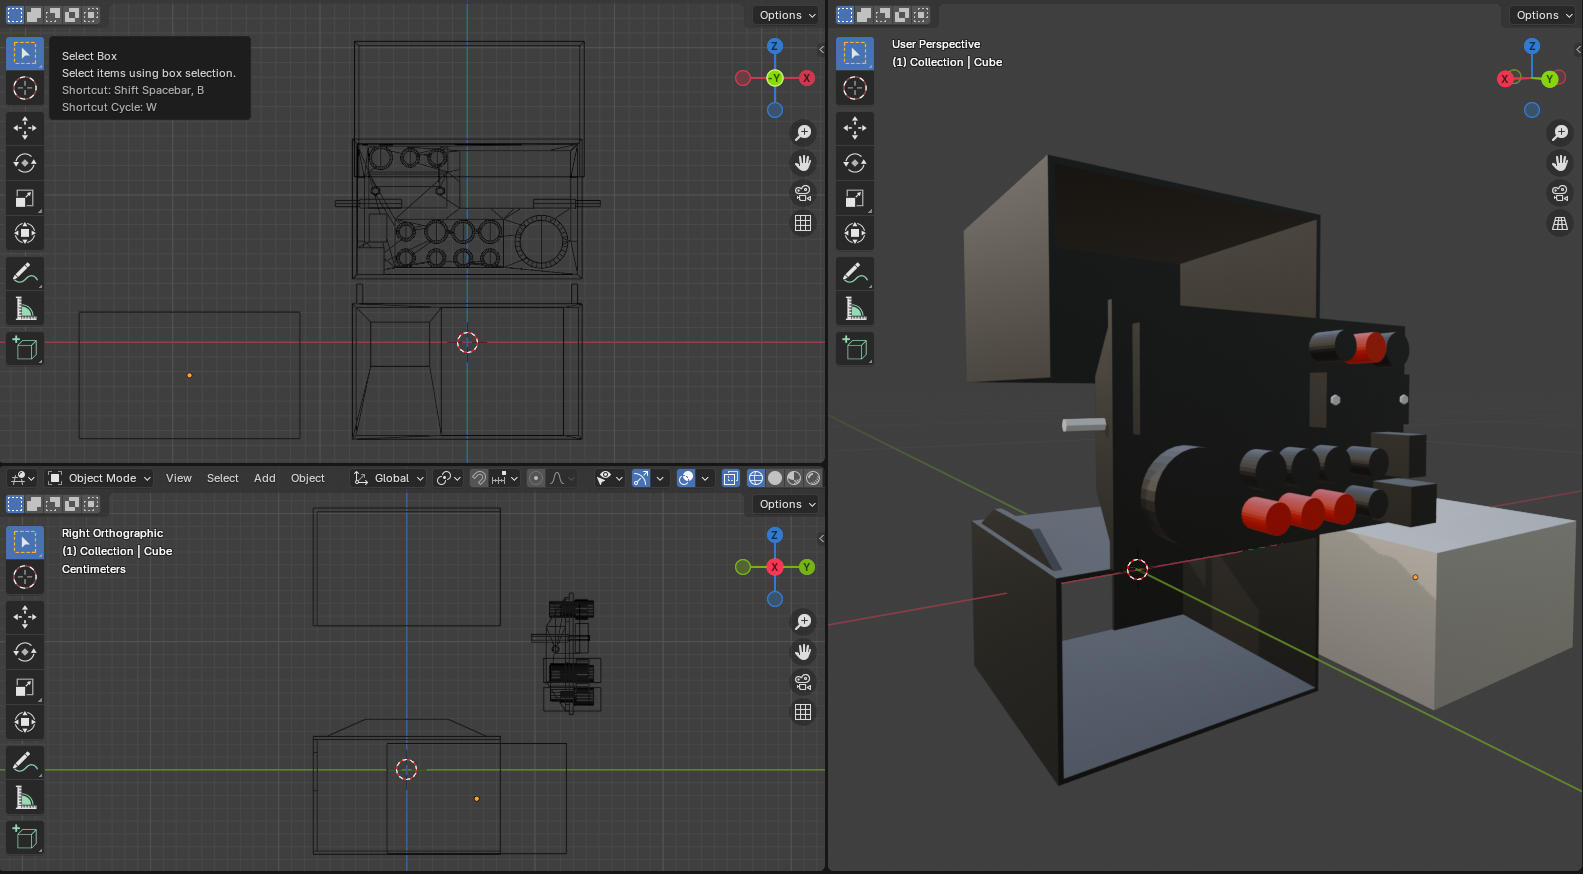 Options
Select Box
Select items using box selection.
Shortcut: Shift Spacebar, B
Shortcut Cycle: W
Z
-Y
X
Object Mode
View
Select
Add
Object
Global
Options
Right Orthographic
(1) Collection | Cube
Centimeters
Z
X
Y
Options
User Perspective
(1) Collection | Cube
Z
X
Y